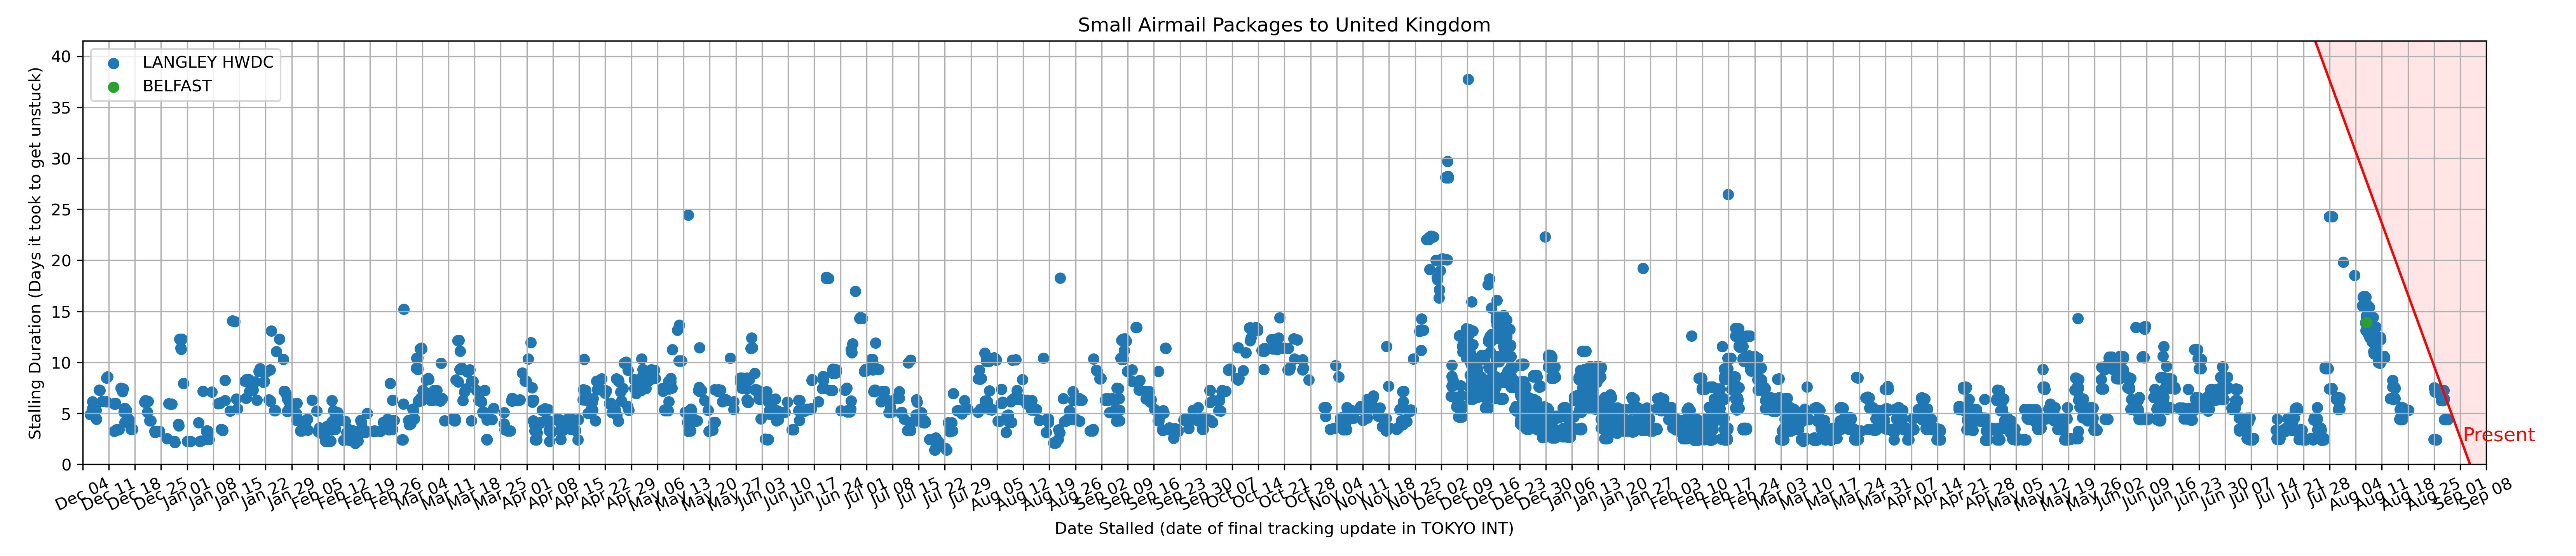 Small Airmail Packages to United Kingdom
LANGLEY HWDC
BELFAST
Stalling Duration (Days it took to get unstuck)
40
35
30
25
20
15
10
5
0
Present
Dec 04
Dec 11
Dec 18
Dec 25
Jan 01
Jan 08
Jan 15
Jan 22
Jan 29
Feb 05
Feb 12
Feb 19
Feb 26
Mar 04
Mar 11
Mar 18
Mar 25
Apr 01
Apr 08
Apr 15
Apr 22
Apr 29
May 06
May 13
May 20
May 27
Jun 03
Jun 10
Jun 17
Jun 24
Jul 01
Jul 08
Jul 15
Jul 22
Jul 29
Aug 05
Aug 12
Aug 19
Aug 26
Sep 02
Sep 09
Sep 16
Sep 23
Sep 30
Oct 07
Oct 14
Oct 21
Oct 28
Nov 04
Nov 11
Nov 18
Nov 25
Dec 02
Dec 09
Dec 16
Dec 23
Dec 30
Jan 06
Jan 13
Jan 20
Jan 27
Feb 03
Feb 10
Feb 17
Feb 24
Mar 03
Mar 10
Mar 17
Mar 24
Mar 31
Apr 07
Apr 14
Apr 21
Apr 28
May 05
May 12
May 19
May 26
Jun 02
Jun 09
Jun 16
Jun 23
Jun 30
Jul 07
Jul 14
Jul 21
Jul 28
Aug 04
Aug 11
Aug 18
Aug 25
Sep 01
Sep 08
Date Stalled (date of final tracking update in TOKYO INT)